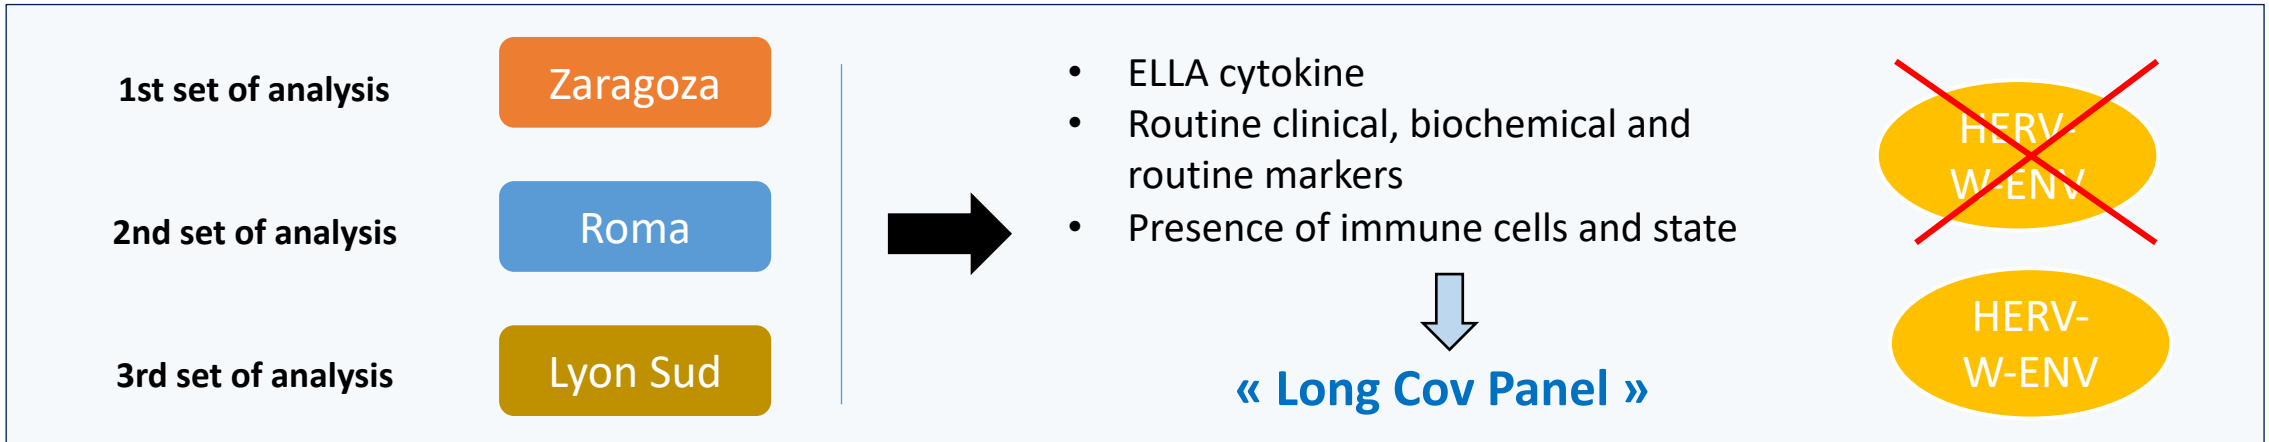 1st set of analysis
Zaragoza
2nd set of analysis
Roma
3rd set of analysis
Lyon Sud
• ELLA cytokine
• Routine clinical, biochemical and
routine markers
• Presence of immune cells and state
« Long Cov Panel »
HERV-
W-ENV
HERV-
W-ENV